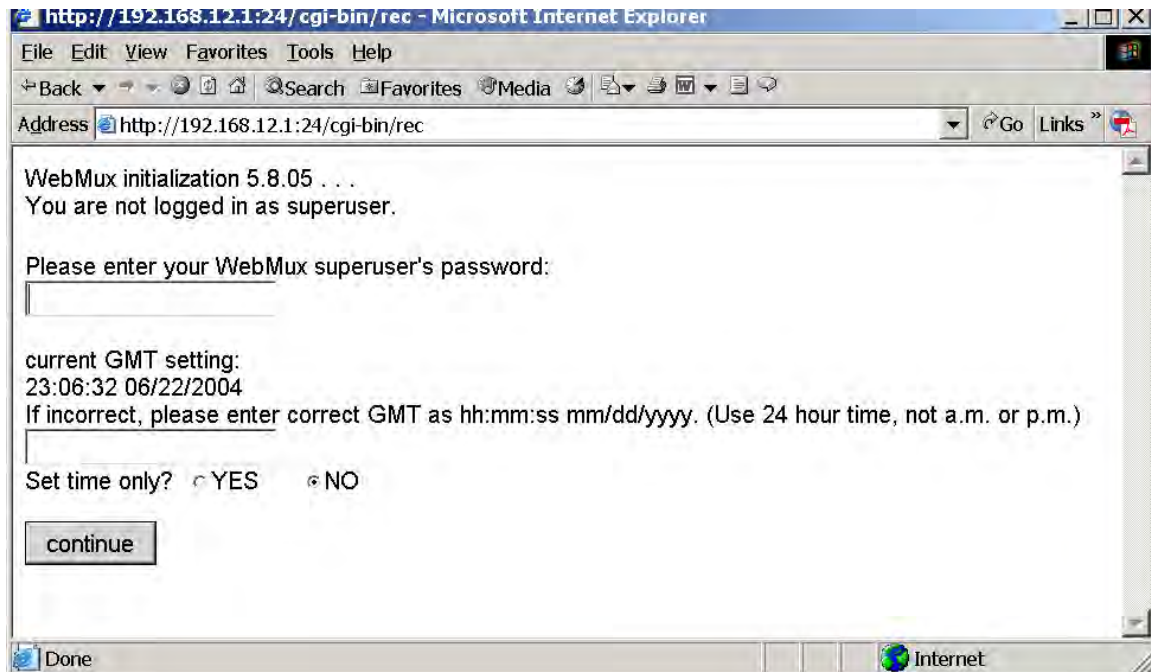 http://192.168.12.1:24/cgi-bin/rec - Microsoft Internet Explorer
File Edit View Favorites Tools Help
Back Search Favorites Media
Address http://192.168.12.1:24/cgi-bin/rec Go Links »
WebMux initialization 5.8.05 . . .
You are not logged in as superuser.
Please enter your WebMux superuser's password:
current GMT setting:
23:06:32 06/22/2004
If incorrect, please enter correct GMT as hh:mm:ss mm/dd/yyyy. (Use 24 hour time, not a.m. or p.m.)
Set time only? YES NO
continue
Done Internet